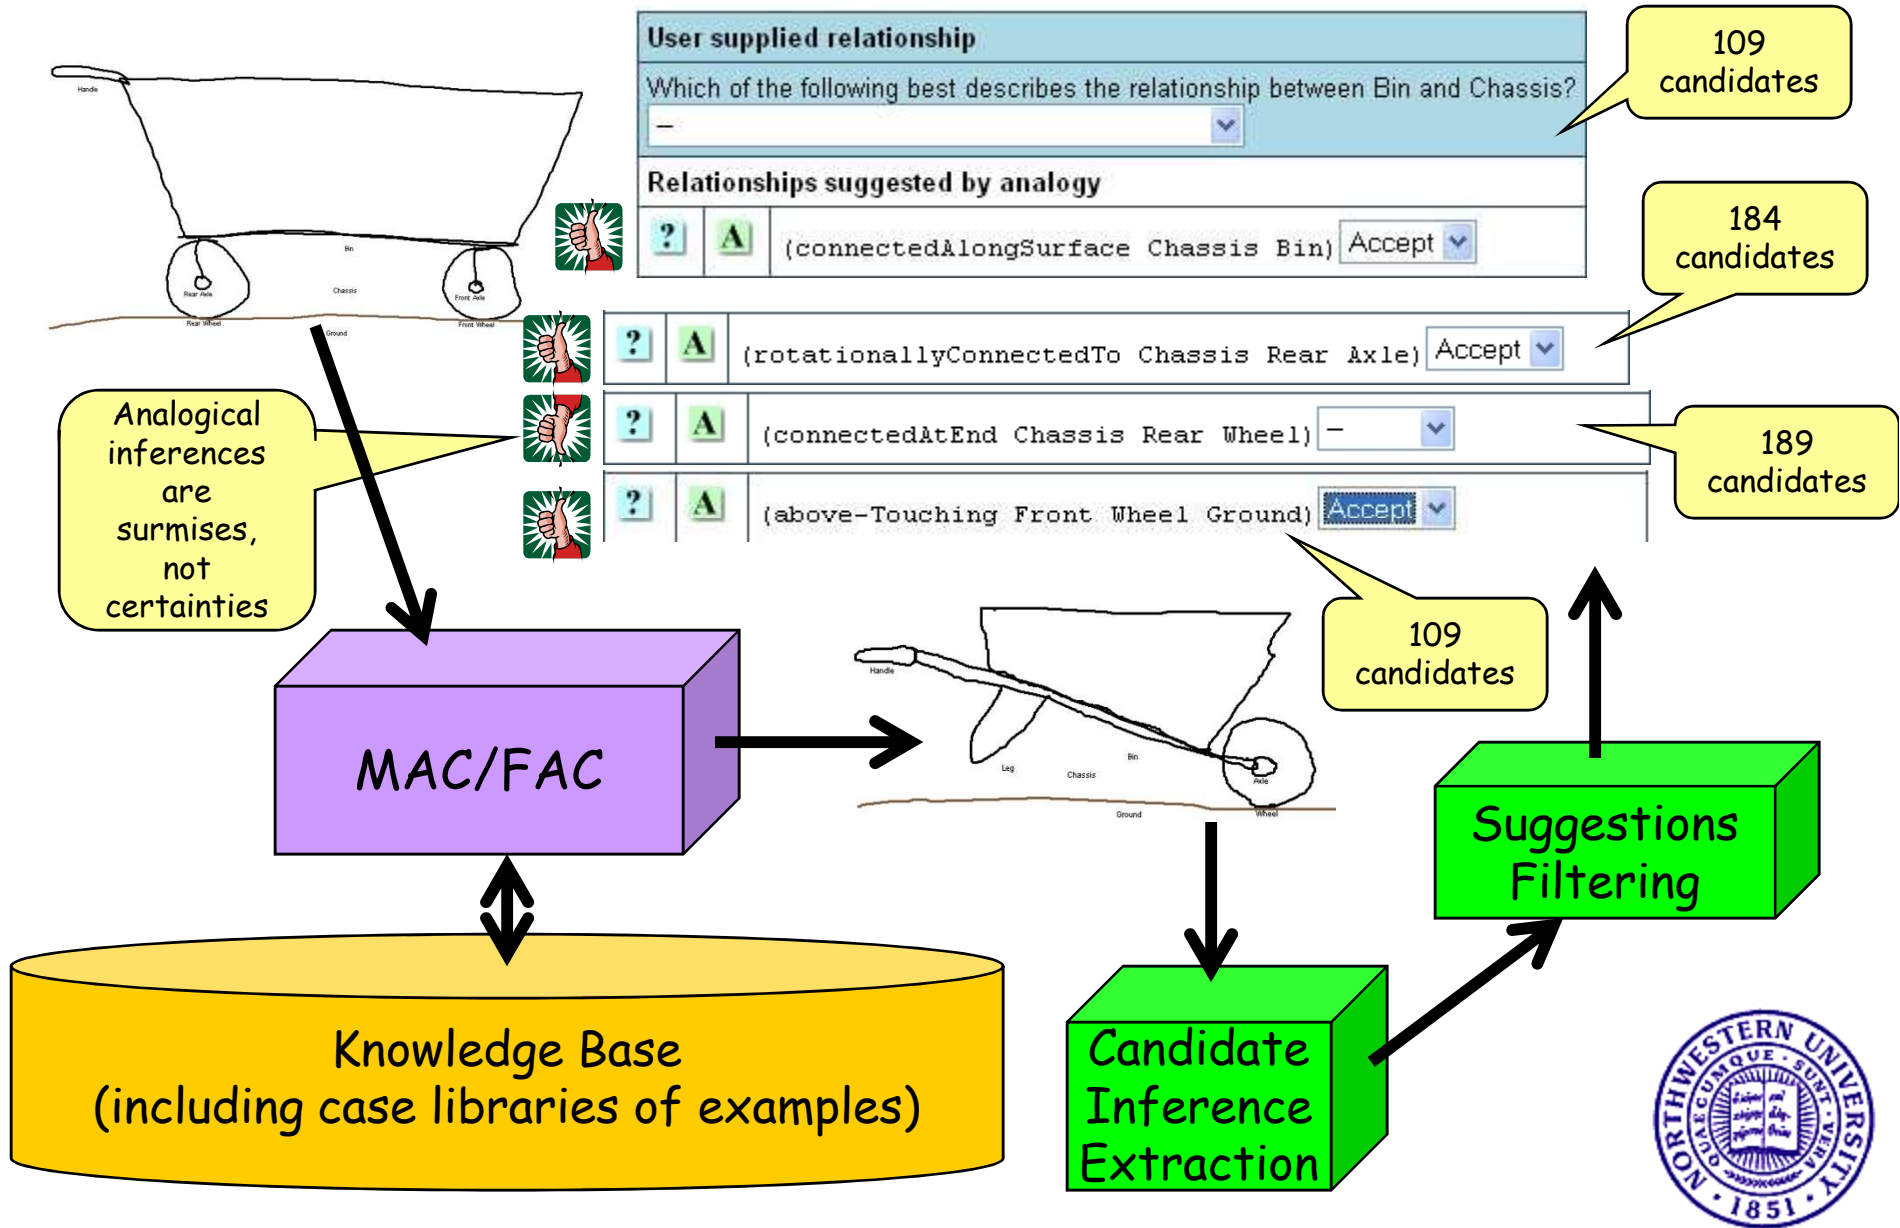 User supplied relationship
Which of the following best describes the relationship between Bin and Chassis?
–
109
candidates
Relationships suggested by analogy
? A (connectedAlongSurface Chassis Bin) Accept
184
candidates
? A (rotationallyConnectedTo Chassis Rear Axle) Accept
? A (connectedAtEnd Chassis Rear Wheel) –
189
candidates
? A (above-Touching Front Wheel Ground) Accept
109
candidates
Handle
Bin
Rear Axle
Chassis
Front Axle
Rear Wheel
Front Wheel
Ground
Analogical
inferences
are
surmises,
not
certainties
MAC/FAC
Handle
Bin
Leg
Chassis
Axle
Ground
Wheel
Suggestions
Filtering
Knowledge Base
(including case libraries of examples)
Candidate
Inference
Extraction
NORTHWESTERN UNIVERSITY
QUAECUMQUE SUNT VERA
1851